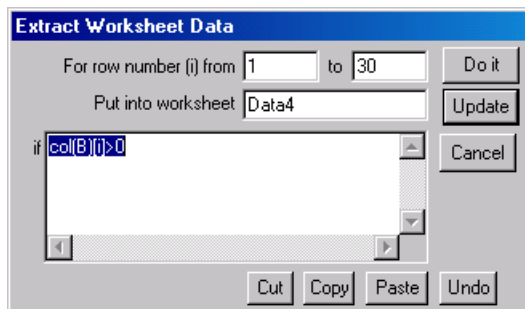 Extract Worksheet Data
For row number (i) from 1 to 30 Do it
Put into worksheet Data4 Update
if col(B)[i]>0 Cancel
Cut Copy Paste Undo